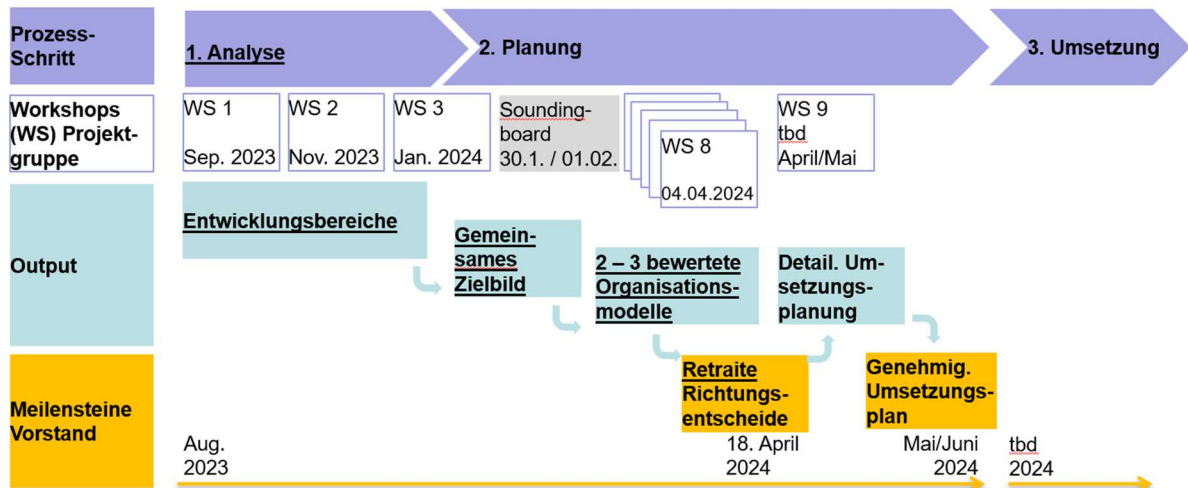 Prozess-
Schritt
1. Analyse
2. Planung
3. Umsetzung
Workshops
(WS) Projekt-
gruppe
WS 1
Sep. 2023
WS 2
Nov. 2023
WS 3
Jan. 2024
Sounding-
board
30.1. / 01.02.
WS 8
04.04.2024
WS 9
tbd
April/Mai
Output
Entwicklungsbereiche
Gemein-
sames
Zielbild
2 – 3 bewertete
Organisations-
modelle
Detail. Um-
setzungs-
planung
Meilensteine
Vorstand
Retraite
Richtungs-
entscheide
Genehmig.
Umsetzungs-
plan
Aug.
2023
18. April
2024
Mai/Juni
2024
tbd
2024